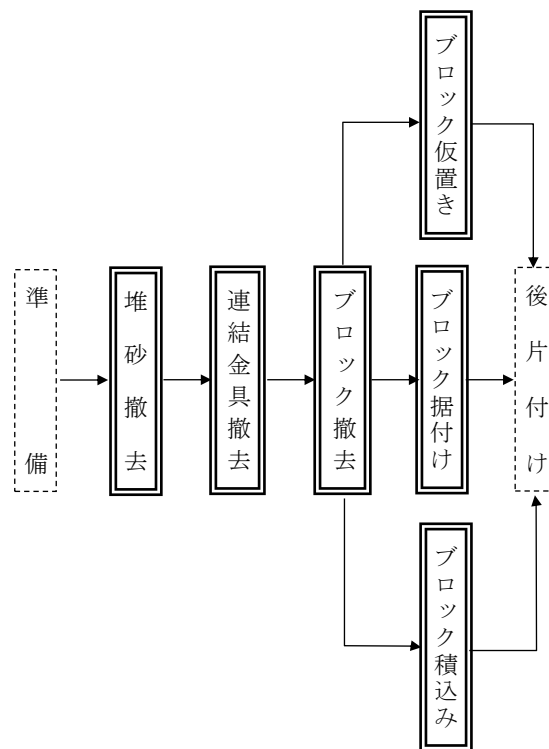 準備
堆砂撤去
連結金具撤去
ブロック撤去
ブロック仮置き
ブロック据付け
ブロック積込み
後片付け